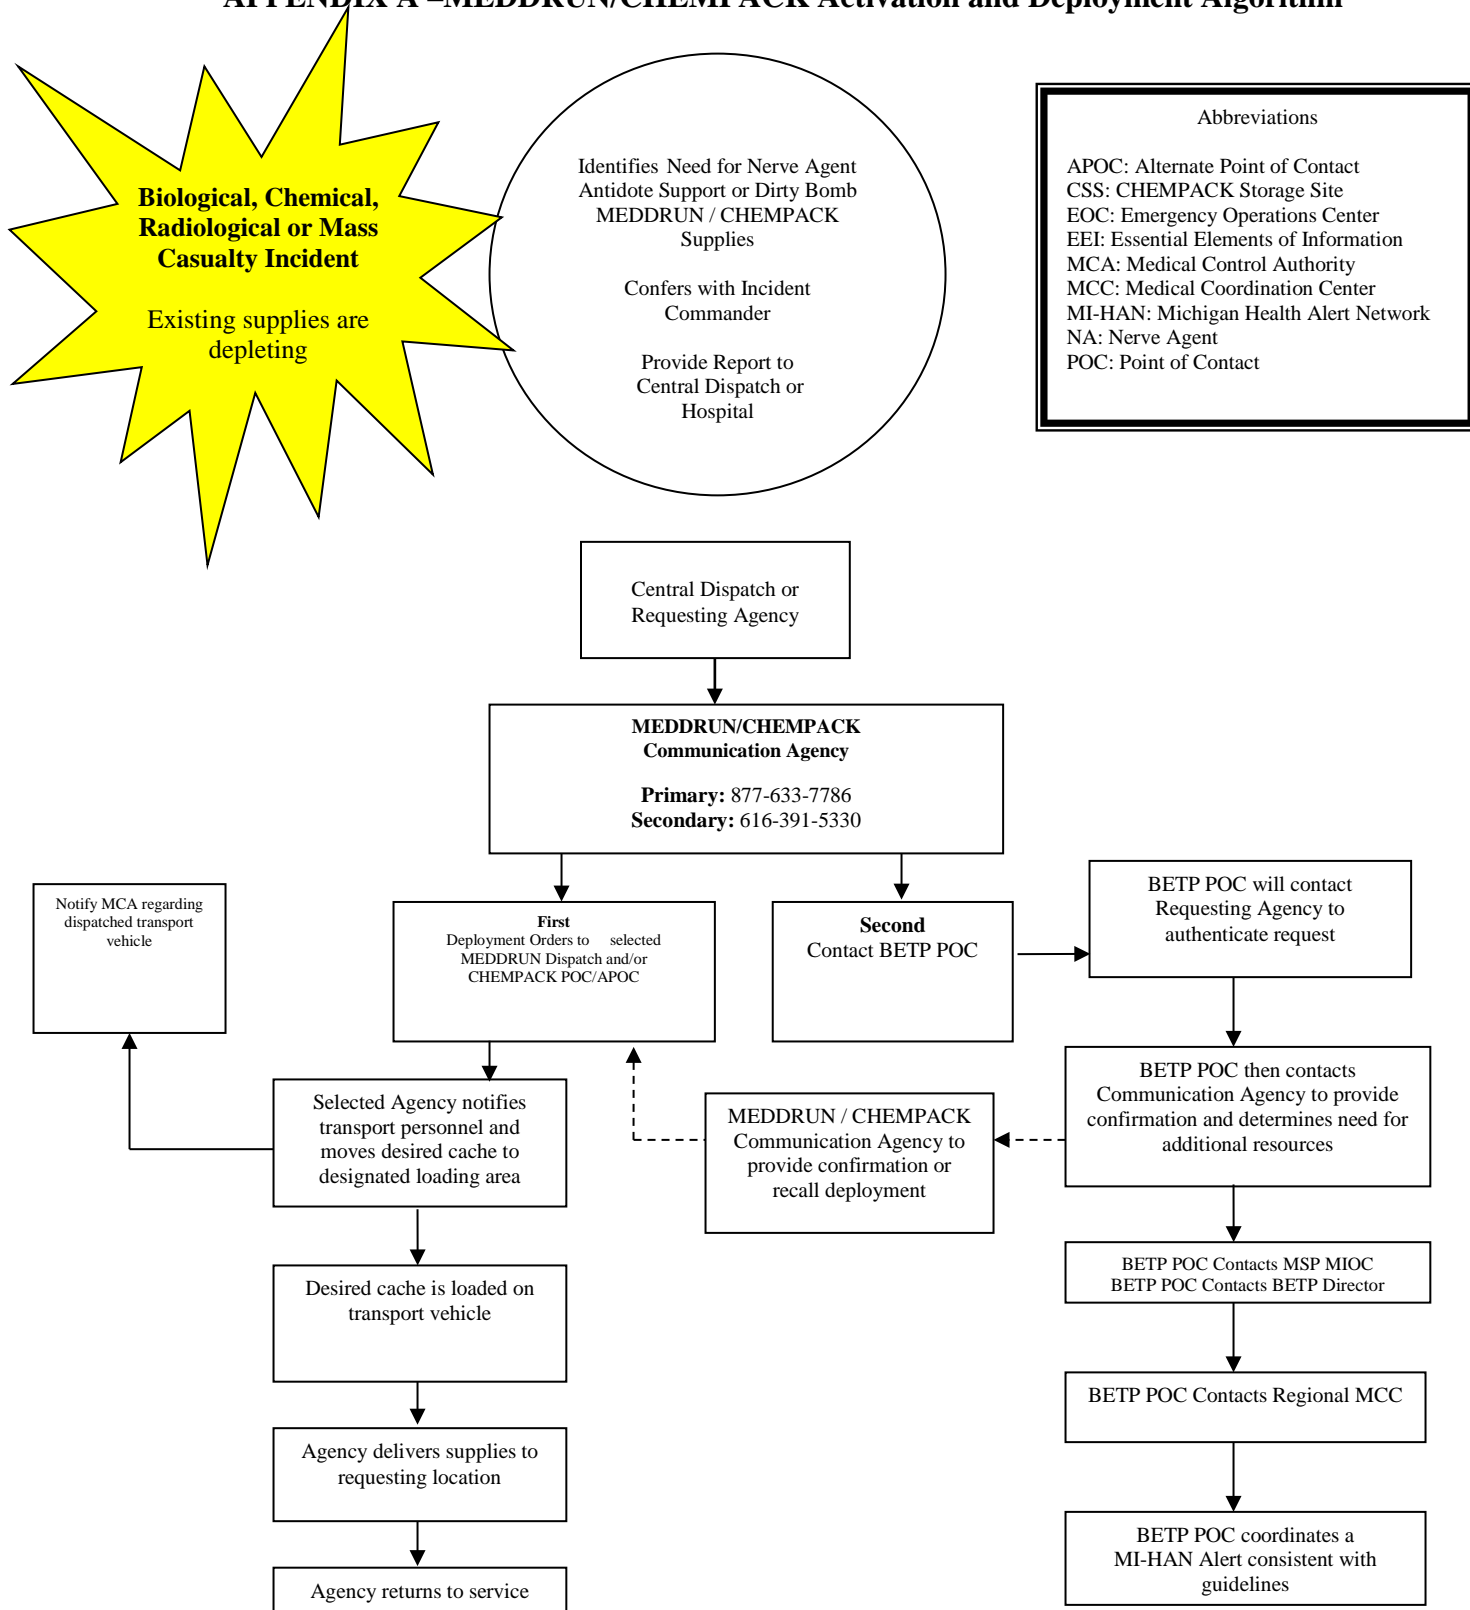 APPENDIX A –MEDDRUN/CHEMPACK Activation and Deployment Algorithm
Biological, Chemical,
Radiological or Mass
Casualty Incident
Existing supplies are
depleting
Identifies Need for Nerve Agent
Antidote Support or Dirty Bomb
MEDDRUN / CHEMPACK
Supplies
Confers with Incident
Commander
Provide Report to
Central Dispatch or
Hospital
Abbreviations
APOC: Alternate Point of Contact
CSS: CHEMPACK Storage Site
EOC: Emergency Operations Center
EEI: Essential Elements of Information
MCA: Medical Control Authority
MCC: Medical Coordination Center
MI-HAN: Michigan Health Alert Network
NA: Nerve Agent
POC: Point of Contact
Central Dispatch or
Requesting Agency
MEDDRUN/CHEMPACK
Communication Agency
Primary: 877-633-7786
Secondary: 616-391-5330
Notify MCA regarding
dispatched transport
vehicle
First
Deployment Orders to selected
MEDDRUN Dispatch and/or
CHEMPACK POC/APOC
Second
Contact BETP POC
BETP POC will contact
Requesting Agency to
authenticate request
Selected Agency notifies
transport personnel and
moves desired cache to
designated loading area
MEDDRUN / CHEMPACK
Communication Agency to
provide confirmation or
recall deployment
BETP POC then contacts
Communication Agency to provide
confirmation and determines need for
additional resources
Desired cache is loaded on
transport vehicle
BETP POC Contacts MSP MIOC
BETP POC Contacts BETP Director
BETP POC Contacts Regional MCC
Agency delivers supplies to
requesting location
BETP POC coordinates a
MI-HAN Alert consistent with
guidelines
Agency returns to service